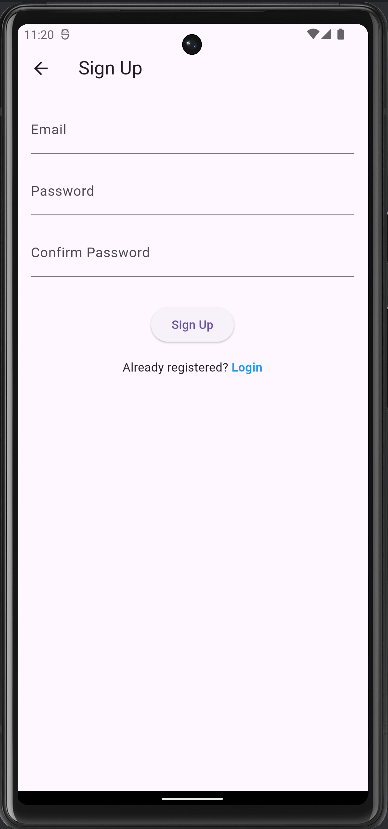 11:20
Sign Up
Email
Password
Confirm Password
Sign Up
Already registered? Login